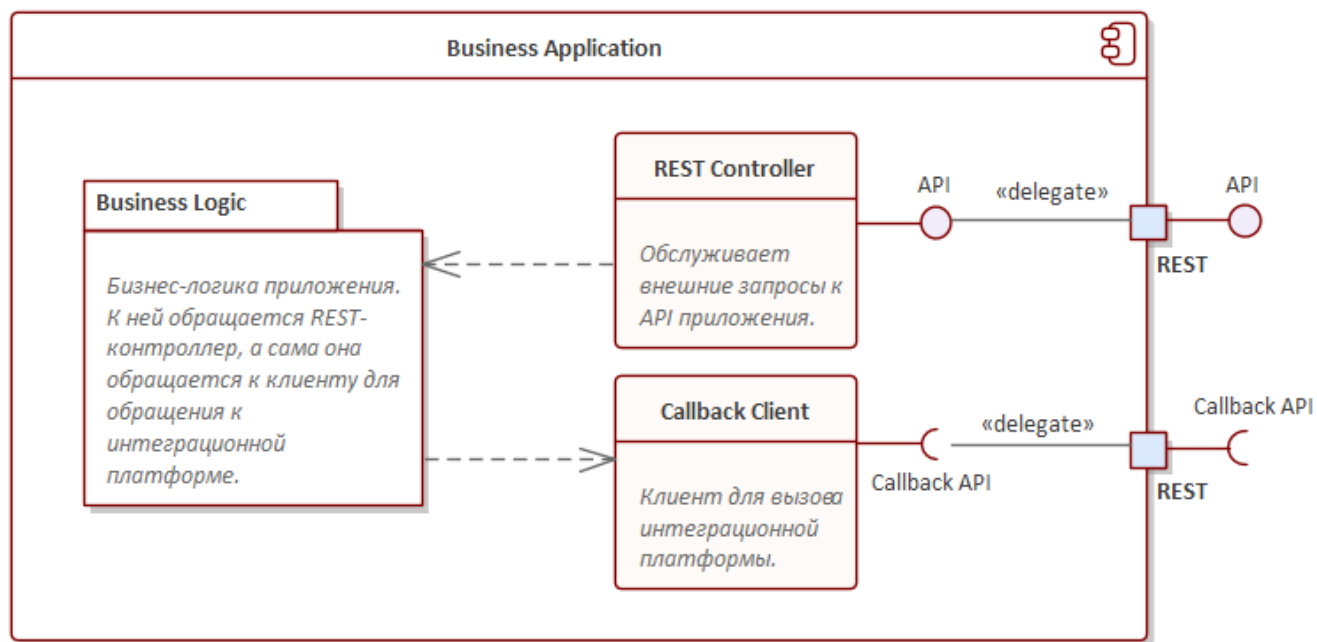 Business Application
REST Controller
API
«delegate»
API
Business Logic
Обслуживает
внешние запросы к
API приложения.
REST
Бизнес-логика приложения.
К ней обращается REST-
контроллер, а сама она
обращается к клиенту для
обращения к
интеграционной
платформе.
Callback Client
«delegate»
Callback API
Callback API
REST
Клиент для вызова
интеграционной
платформы.